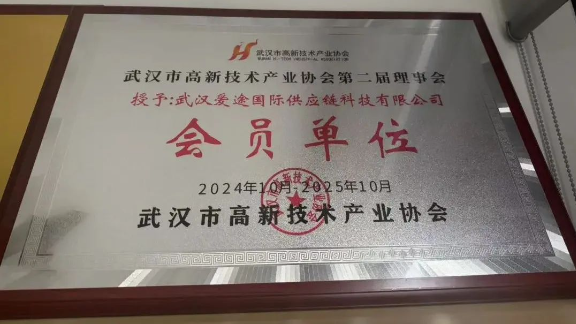 武汉市高新技术产业协会
武汉市高新技术产业协会第二届理事会
授予:武汉爱途国际供应链科技有限公司
会员单位
2024年10月-2025年10月
武汉市高新技术产业协会